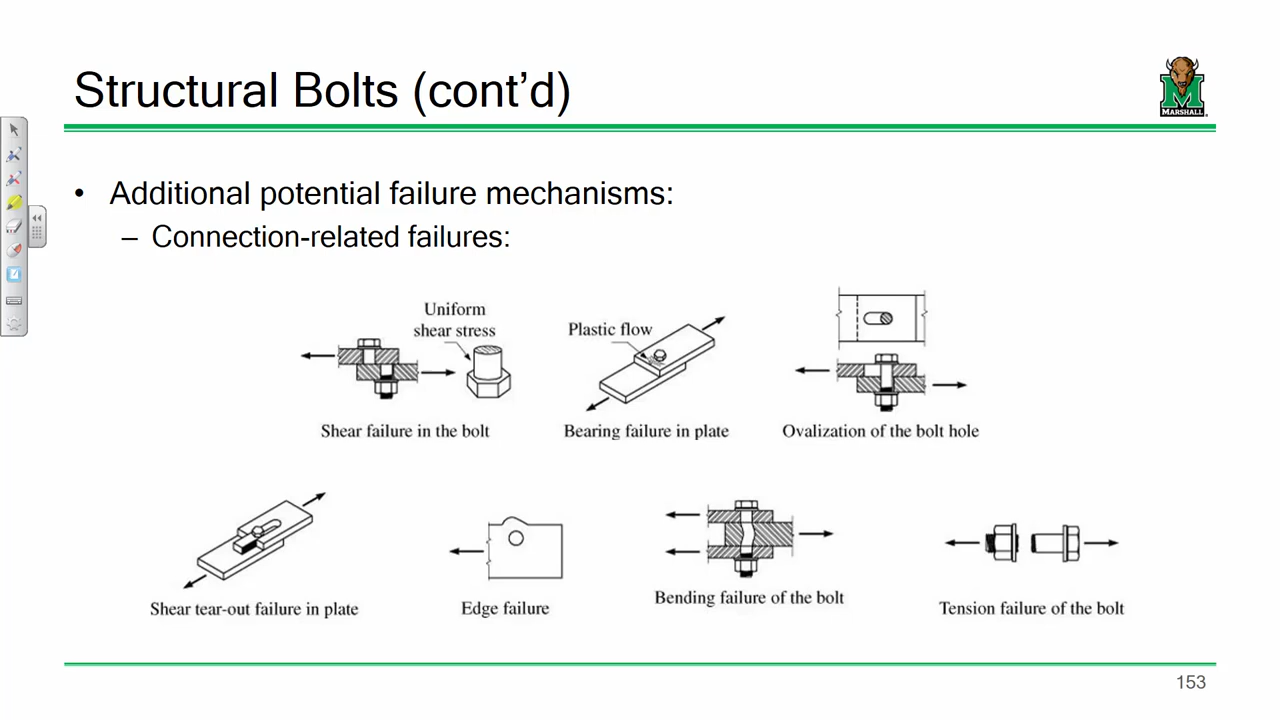 Structural Bolts (cont’d)
MARSHALL
• Additional potential failure mechanisms:
– Connection-related failures:
Uniform
shear stress
Plastic flow
Shear failure in the bolt
Bearing failure in plate
Ovalization of the bolt hole
Shear tear-out failure in plate
Edge failure
Bending failure of the bolt
Tension failure of the bolt
153